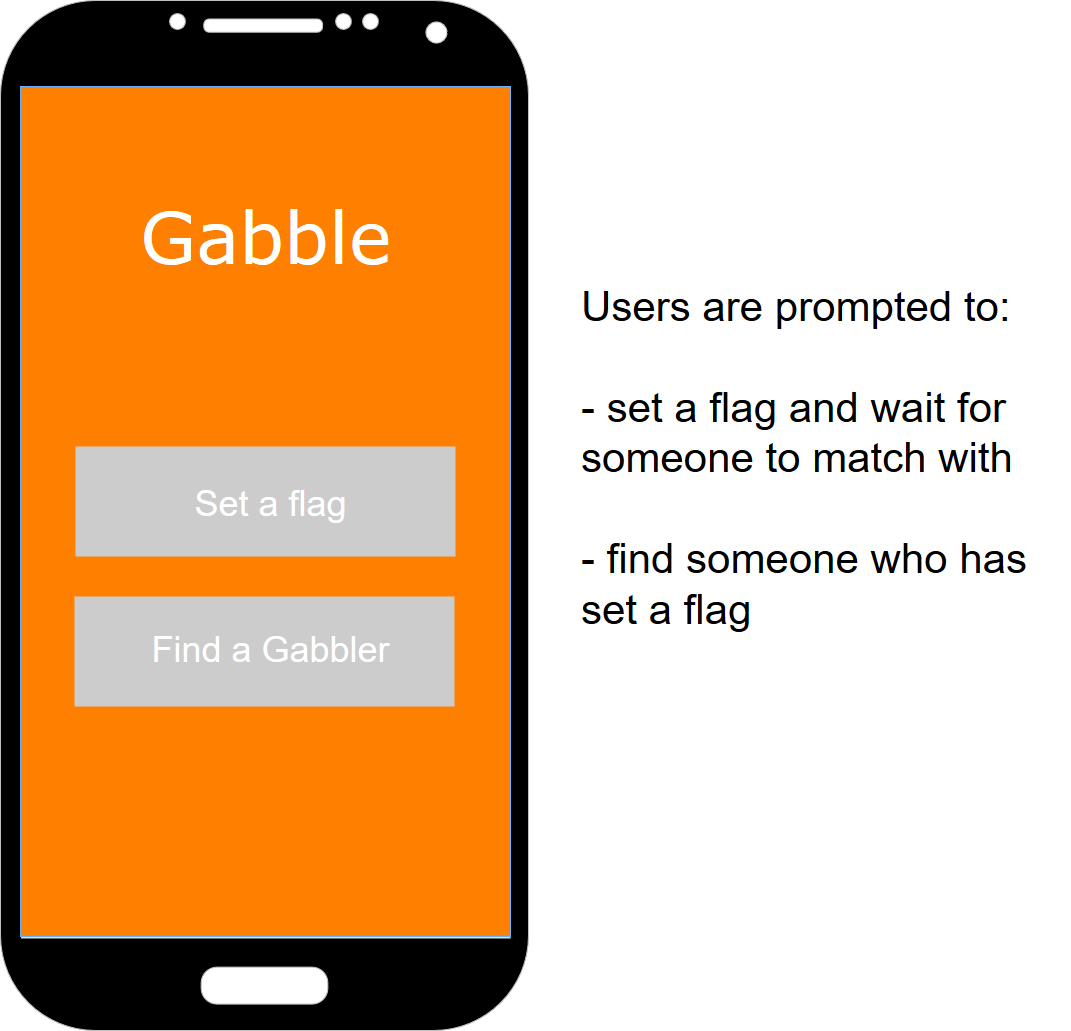 Gabble
Set a flag
Find a Gabbler
Users are prompted to:
- set a flag and wait for
someone to match with
- find someone who has
set a flag